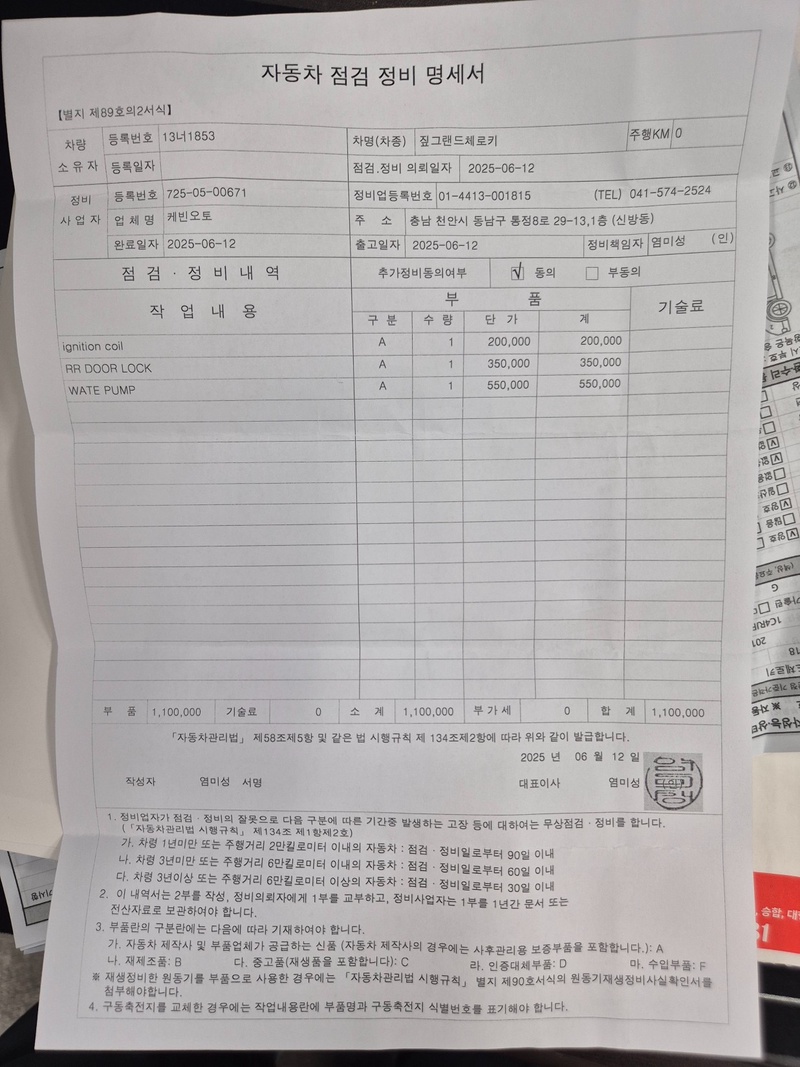 자동차 점검 정비 명세서
【별지 제89호의2서식】
차량 소유자 등록번호 13너1853 차명(차종) 짚그랜드체로키 주행KM 0
등록일자 점검.정비 의뢰일자 2025-06-12
정비 사업자 등록번호 725-05-00671 정비업등록번호 01-4413-001815 (TEL) 041-574-2524
업체명 케빈오토 주 소 충남 천안시 동남구 통정8로 29-13,1층 (신방동)
완료일자 2025-06-12 출고일자 2025-06-12 정비책임자 염미성 (인)
점검·정비내역 추가정비동의여부 √ 동의 부동의
작업내용 부 품 기술료
구분 수량 단가 계
ignition coil A 1 200,000 200,000
RR DOOR LOCK A 1 350,000 350,000
WATE PUMP A 1 550,000 550,000
부 품 1,100,000 기술료 0 소 계 1,100,000 부가세 0 합 계 1,100,000
「자동차관리법」 제58조제5항 및 같은 법 시행규칙 제 134조제2항에 따라 위와 같이 발급합니다.
2025 년 06 월 12 일
작성자 염미성 서명 대표이사 염미성
1. 정비업자가 점검·정비의 잘못으로 다음 구분에 따른 기간중 발생하는 고장 등에 대하여는 무상점검·정비를 합니다.
(「자동차관리법 시행규칙」 제134조 제1항제2호)
가. 차령 1년미만 또는 주행거리 2만킬로미터 이내의 자동차 : 점검·정비일로부터 90일 이내
나. 차령 3년미만 또는 주행거리 6만킬로미터 이내의 자동차 : 점검·정비일로부터 60일 이내
다. 차령 3년이상 또는 주행거리 6만킬로미터 이상의 자동차 : 점검·정비일로부터 30일 이내
2. 이 내역서는 2부를 작성, 정비의뢰자에게 1부를 교부하고, 정비사업자는 1부를 1년간 문서 또는
전산자료로 보관하여야 합니다.
3. 부품란의 구분란에는 다음에 따라 기재하여야 합니다.
가. 자동차 제작사 및 부품업체가 공급하는 신품 (자동차 제작사의 경우에는 사후관리용 보증부품을 포함합니다.): A
나. 재제조품: B 다. 중고품(재생품을 포함합니다): C 라. 인증대체부품: D 마. 수입부품: F
※ 재생정비한 원동기를 부품으로 사용한 경우에는 「자동차관리법 시행규칙」 별지 제90호서식의 원동기재생정비사실확인서를
첨부해야합니다.
4. 구동축전지를 교체한 경우에는 작업내용란에 부품명과 구동축전지 식별번호를 표기해야 합니다.